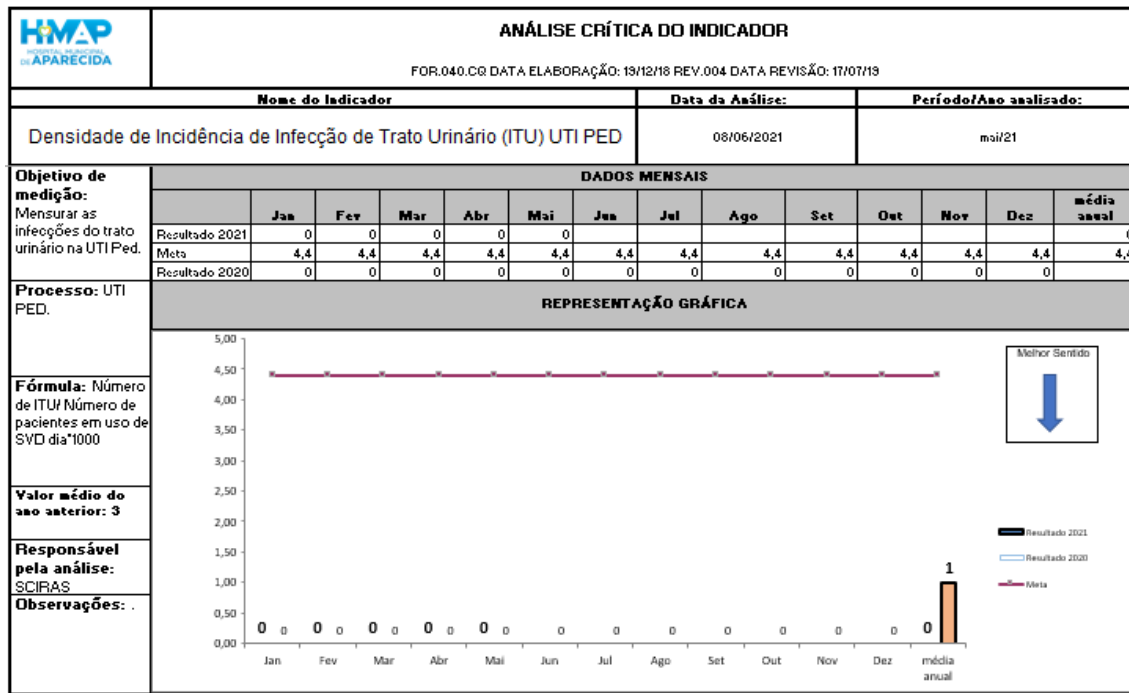 HMAP
HOSPITAL MUNICIPAL
DE APARECIDA
ANÁLISE CRÍTICA DO INDICADOR
FOR.040.CQ DATA ELABORAÇÃO: 19/12/18 REV.004 DATA REVISÃO: 17/07/19
Nome do Indicador Data da Análise: Período/Ano analisado:
Densidade de Incidência de Infecção de Trato Urinário (ITU) UTI PED 08/06/2021 mai/21
Objetivo de
medição:
Mensurar as
infecções do trato
urinário na UTI Ped.
DADOS MENSAIS
Jan Fev Mar Abr Mai Jun Jul Ago Set Out Nov Dez média anual
Resultado 2021 0 0 0 0 0 0
Meta 4,4 4,4 4,4 4,4 4,4 4,4 4,4 4,4 4,4 4,4 4,4 4,4 4,4
Resultado 2020 0 0 0 0 0 0 0 0 0 0 0 0
Processo: UTI
PED.
Fórmula: Número
de ITU/ Número de
pacientes em uso de
SVD dia*1000
Valor médio do
ano anterior: 3
Responsável
pela análise:
SCIRAS
Observações: .
REPRESENTAÇÃO GRÁFICA
5,00
4,50
4,00
3,50
3,00
2,50
2,00
1,50
1,00
0,50
0,00
0 0 0 0 0 0 0 0 0 0 0 0 0 0 0 0 0 0 1
Jan Fev Mar Abr Mai Jun Jul Ago Set Out Nov Dez média
anual
Melhor Sentido
Resultado 2021
Resultado 2020
Meta